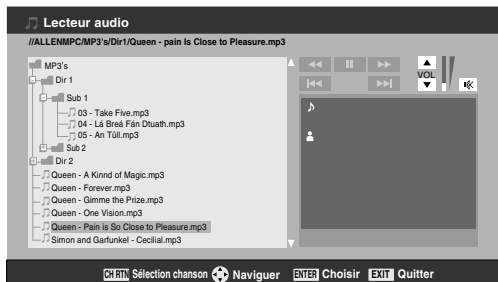 Lecteur audio
//ALLENMPC/MP3's/Dir1/Queen - pain Is Close to Pleasure.mp3
MP3's
Dir 1
Sub 1
03 - Take Five.mp3
04 - Lá Breá Fán Dtuath.mp3
05 - An Tûll.mp3
Sub 2
Dir 2
Queen - A Kinnd of Magic.mp3
Queen - Forever.mp3
Queen - Gimme the Prize.mp3
Queen - One Vision.mp3
Queen - Pain is So Close to Pleasure.mp3
Simon and Garfunkel - Cecilial.mp3
VOL
CH RTN Sélection chanson Naviguer ENTER Choisir EXIT Quitter